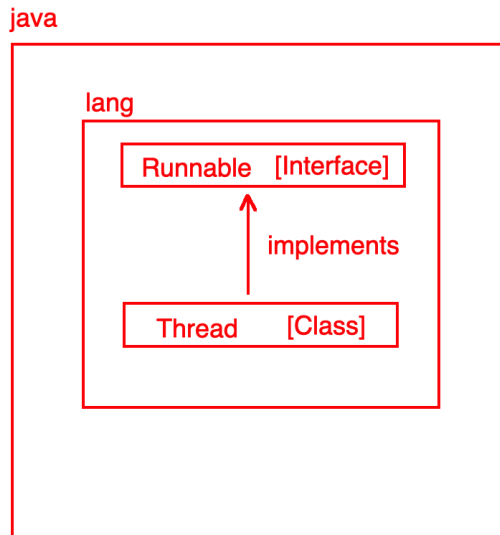 java
lang
Runnable [Interface]
implements
Thread [Class]